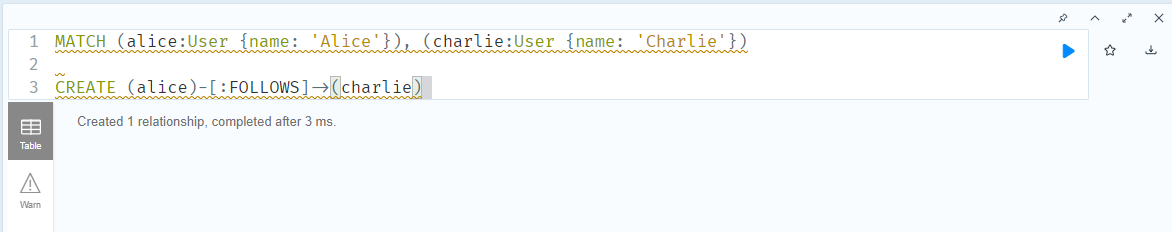 1 MATCH (alice:User {name: 'Alice'}), (charlie:User {name: 'Charlie'})
2
3 CREATE (alice)-[:FOLLOWS]->(charlie)
Created 1 relationship, completed after 3 ms.
Table
Warn